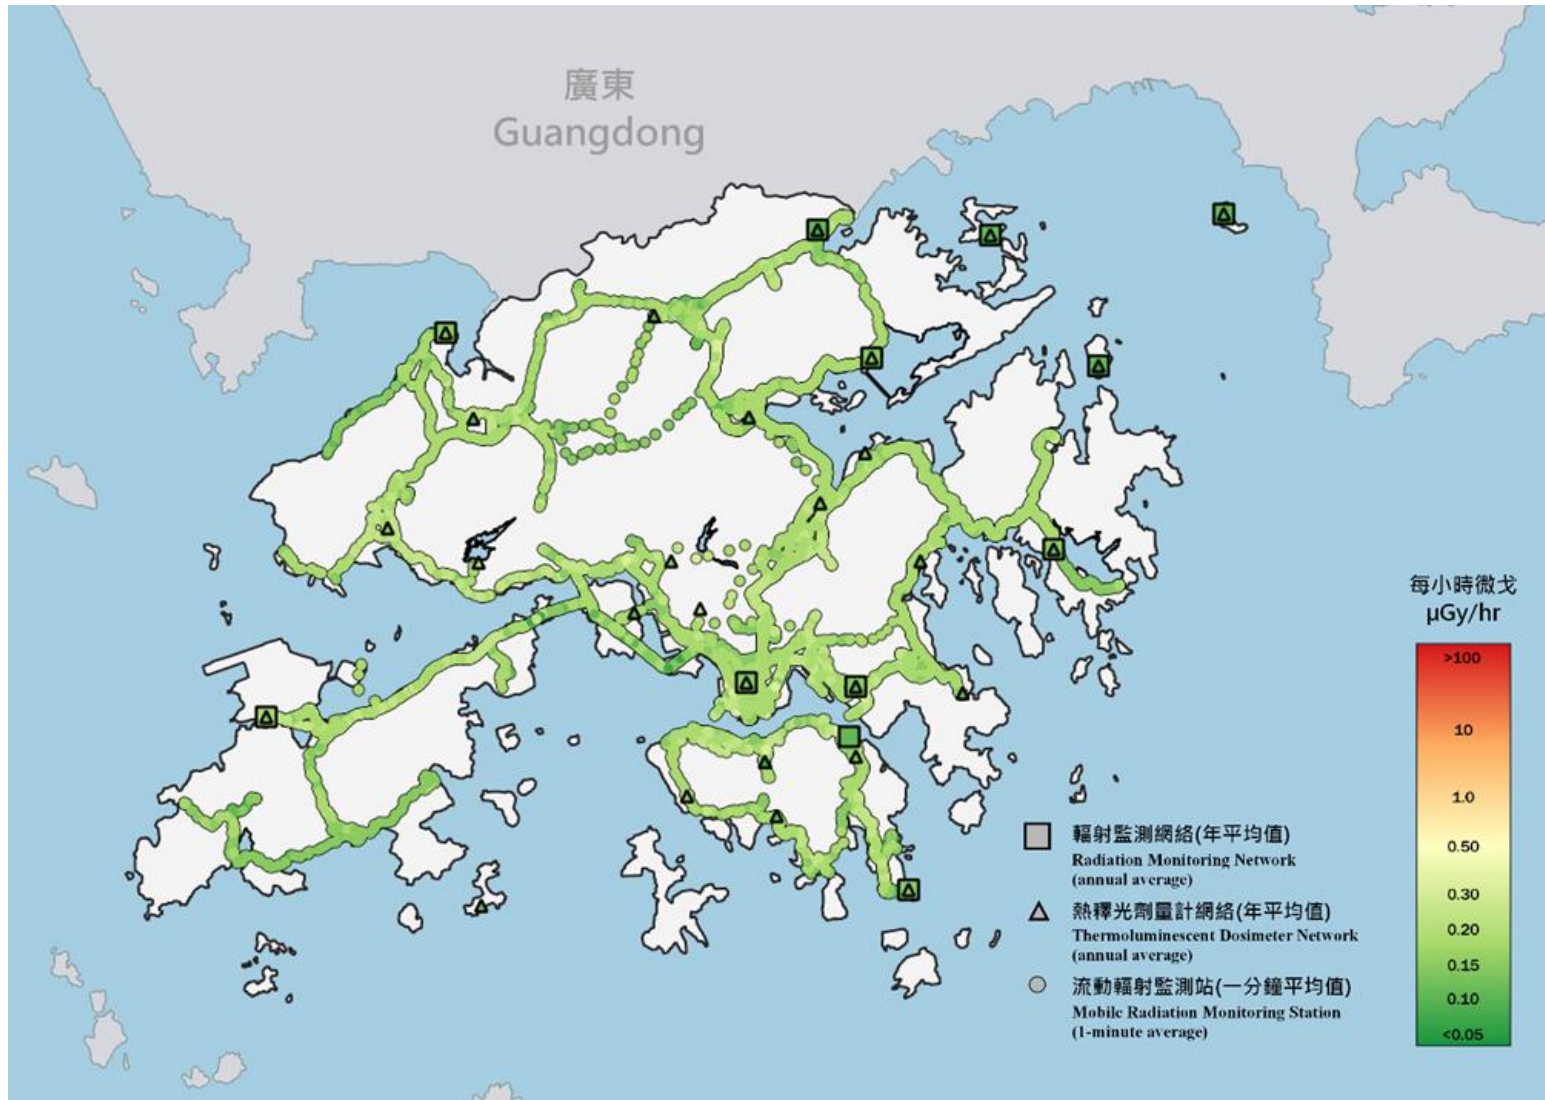 廣東
Guangdong
每小時微戈
μGy/hr
>100
10
1.0
0.50
0.30
0.20
0.15
0.10
<0.05
輻射監測網絡(年平均值)
Radiation Monitoring Network
(annual average)
熱釋光劑量計網絡(年平均值)
Thermoluminescent Dosimeter Network
(annual average)
流動輻射監測站(一分鐘平均值)
Mobile Radiation Monitoring Station
(1-minute average)